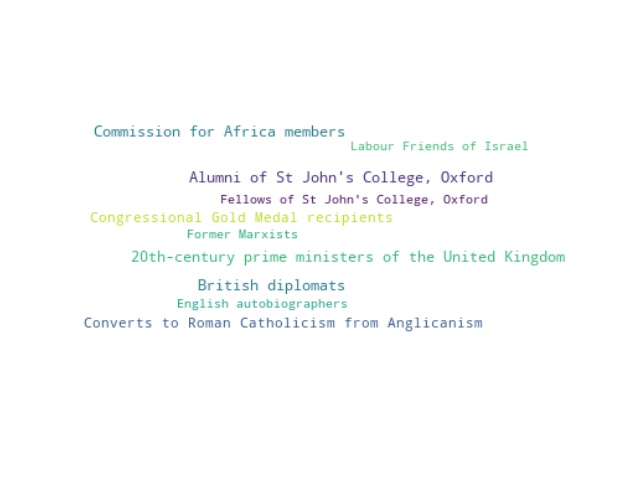 Commission for Africa members
Labour Friends of Israel
Alumni of St John's College, Oxford
Fellows of St John's College, Oxford
Congressional Gold Medal recipients
Former Marxists
20th-century prime ministers of the United Kingdom
British diplomats
English autobiographers
Converts to Roman Catholicism from Anglicanism